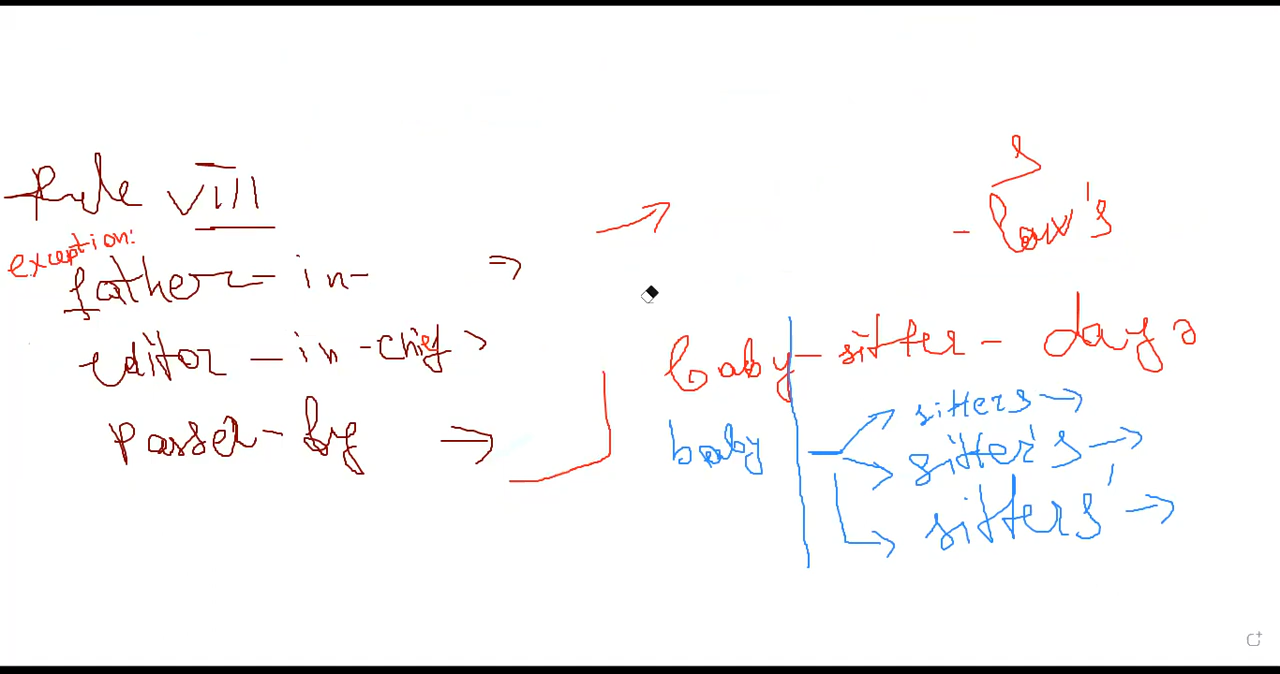 Rule VIII
exception:
father-in-
editor-in-chief
Passer-by
s
- law's
baby-sitter- days
baby
sitters
sitter's
sitters'